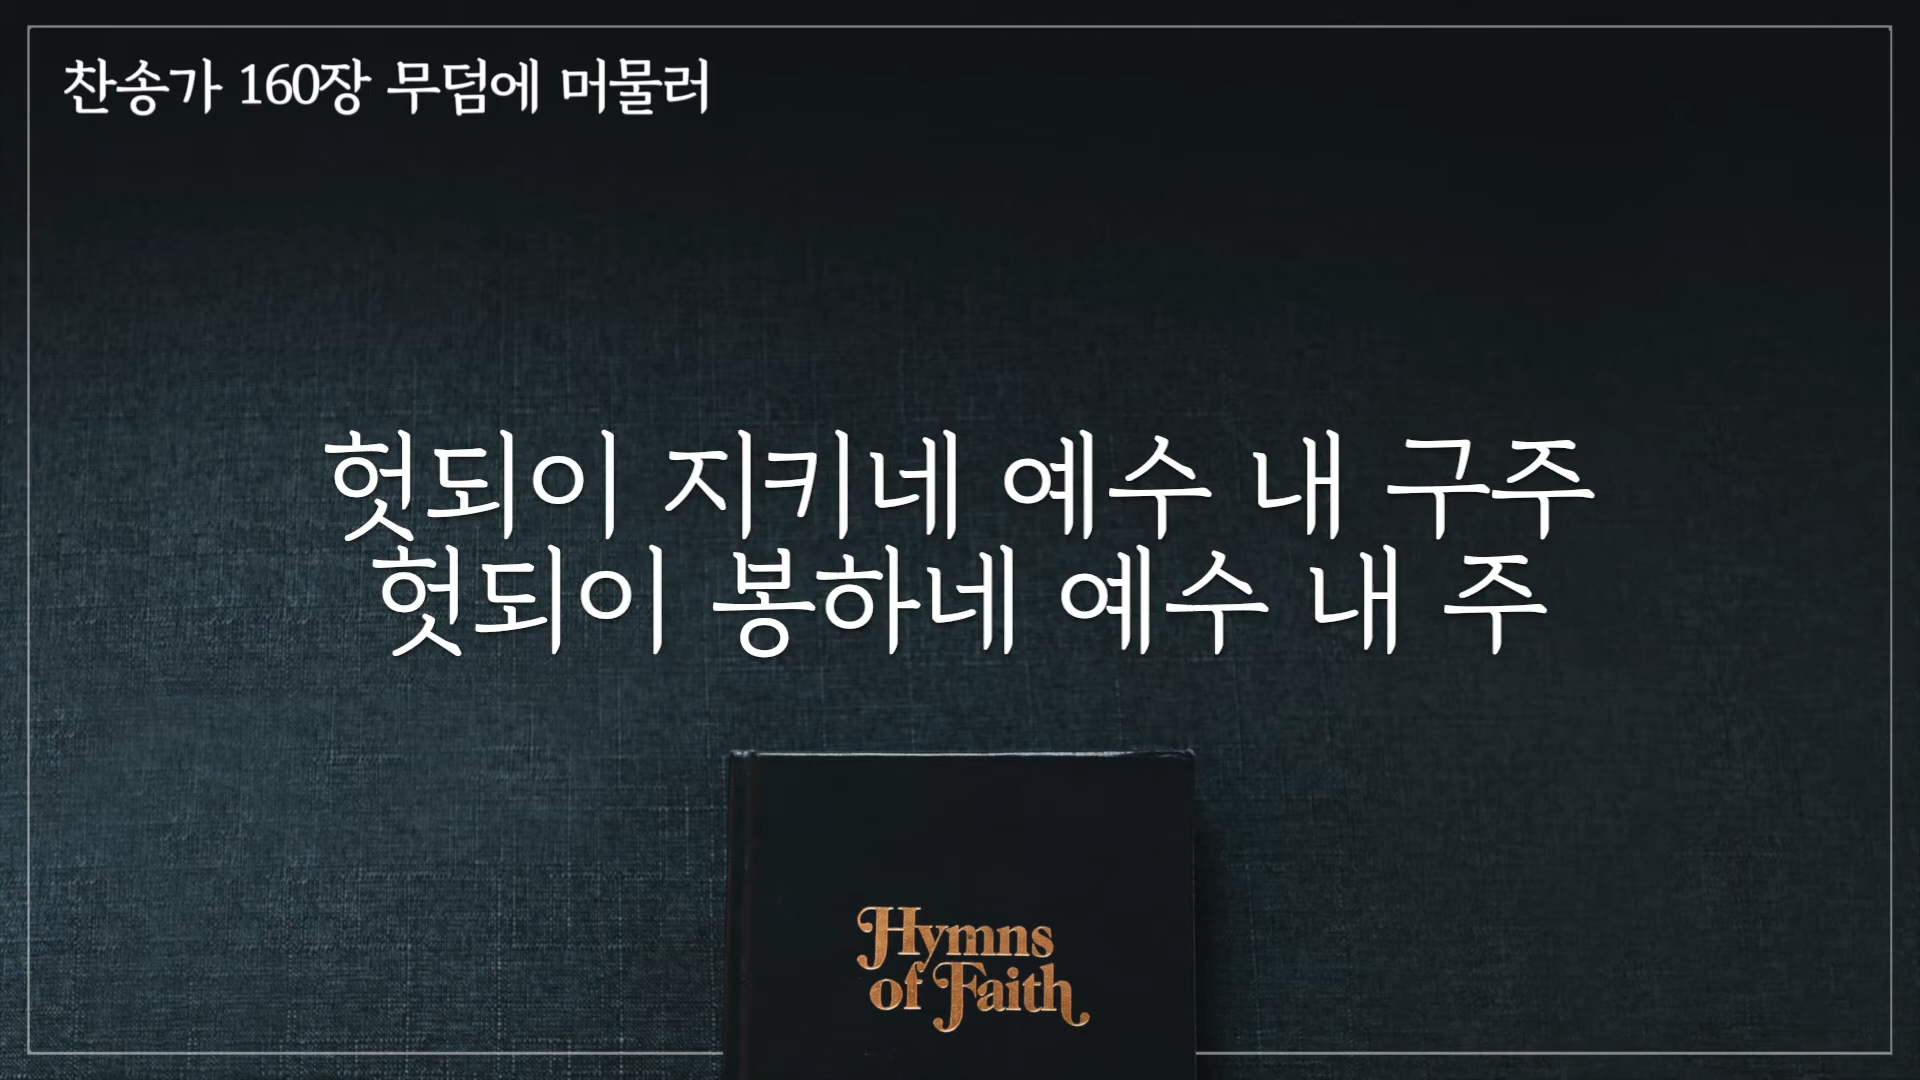 찬송가 160장 무덤에 머물러
헛되이 지키네 예수 내 구주
헛되이 봉하네 예수 내 주
Hymns
of Faith